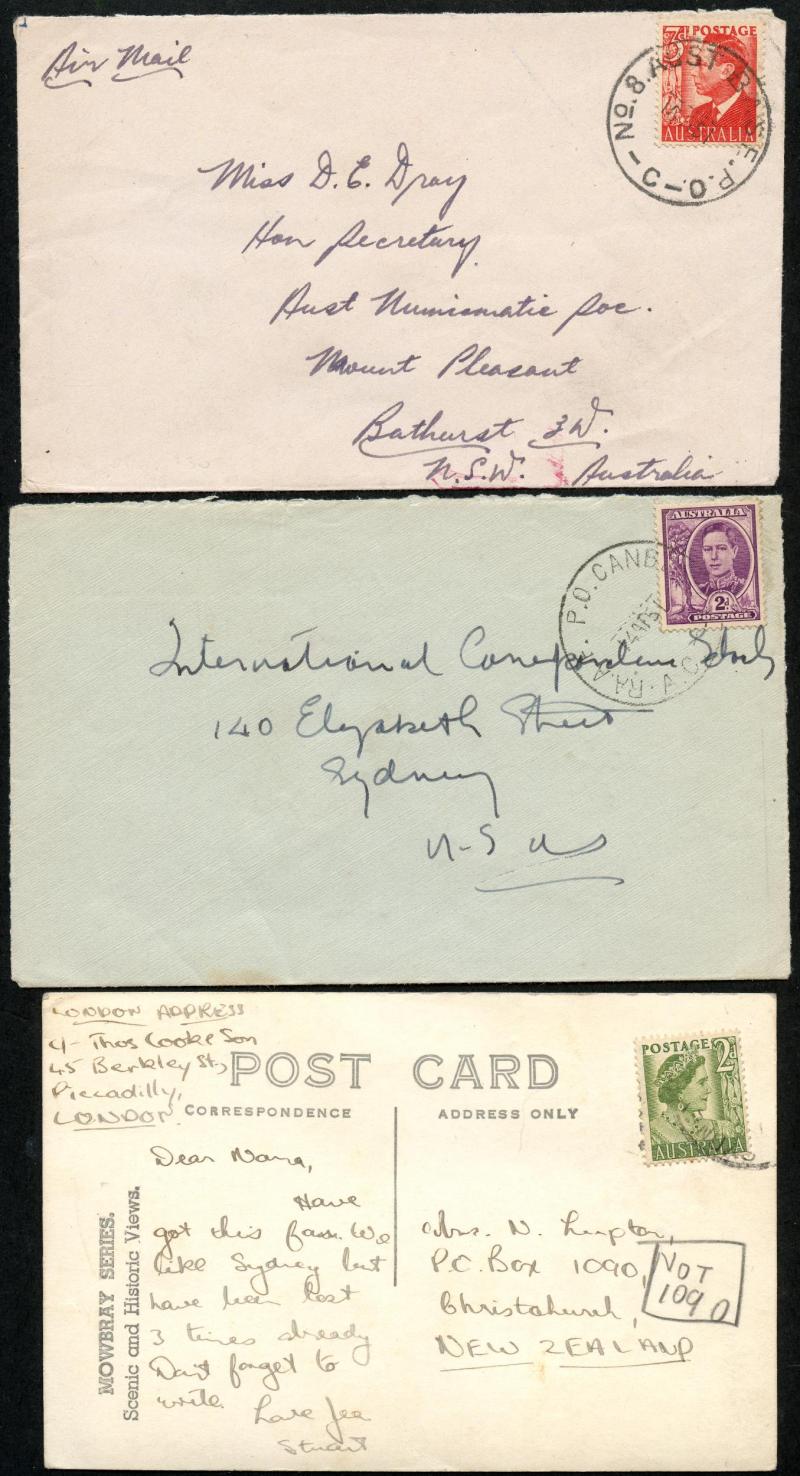 Air Mail
3d POSTAGE
AUSTRALIA
No. 8. AUST F.P.O.
Miss D. E. Dray
Hon Secretary
Aust Numismatic Soc.
Mount Pleasant
Bathurst 3W.
N.S.W. Australia
AUSTRALIA
2d
POSTAGE
R.A.A.F. P.O. CANB
A.C.T.
International Correspondence Schols
140 Elizabeth Street
Sydney
N-S W
LONDON ADDRESS
C/- Thos Cook & Son
45 Berkley St,
Piccadilly,
LONDON.
POST CARD
CORRESPONDENCE
ADDRESS ONLY
POSTAGE 2d
AUSTRALIA
MOWBRAY SERIES.
Scenic and Historic Views.
Dear Nana,
Have
got this far. We
like Sydney but
have been lost
3 times already
Don't forget to
write. Love
Stuart
Mrs. N.
P.O. Box 1090,
Christchurch,
NEW ZEALAND
NOT
1090